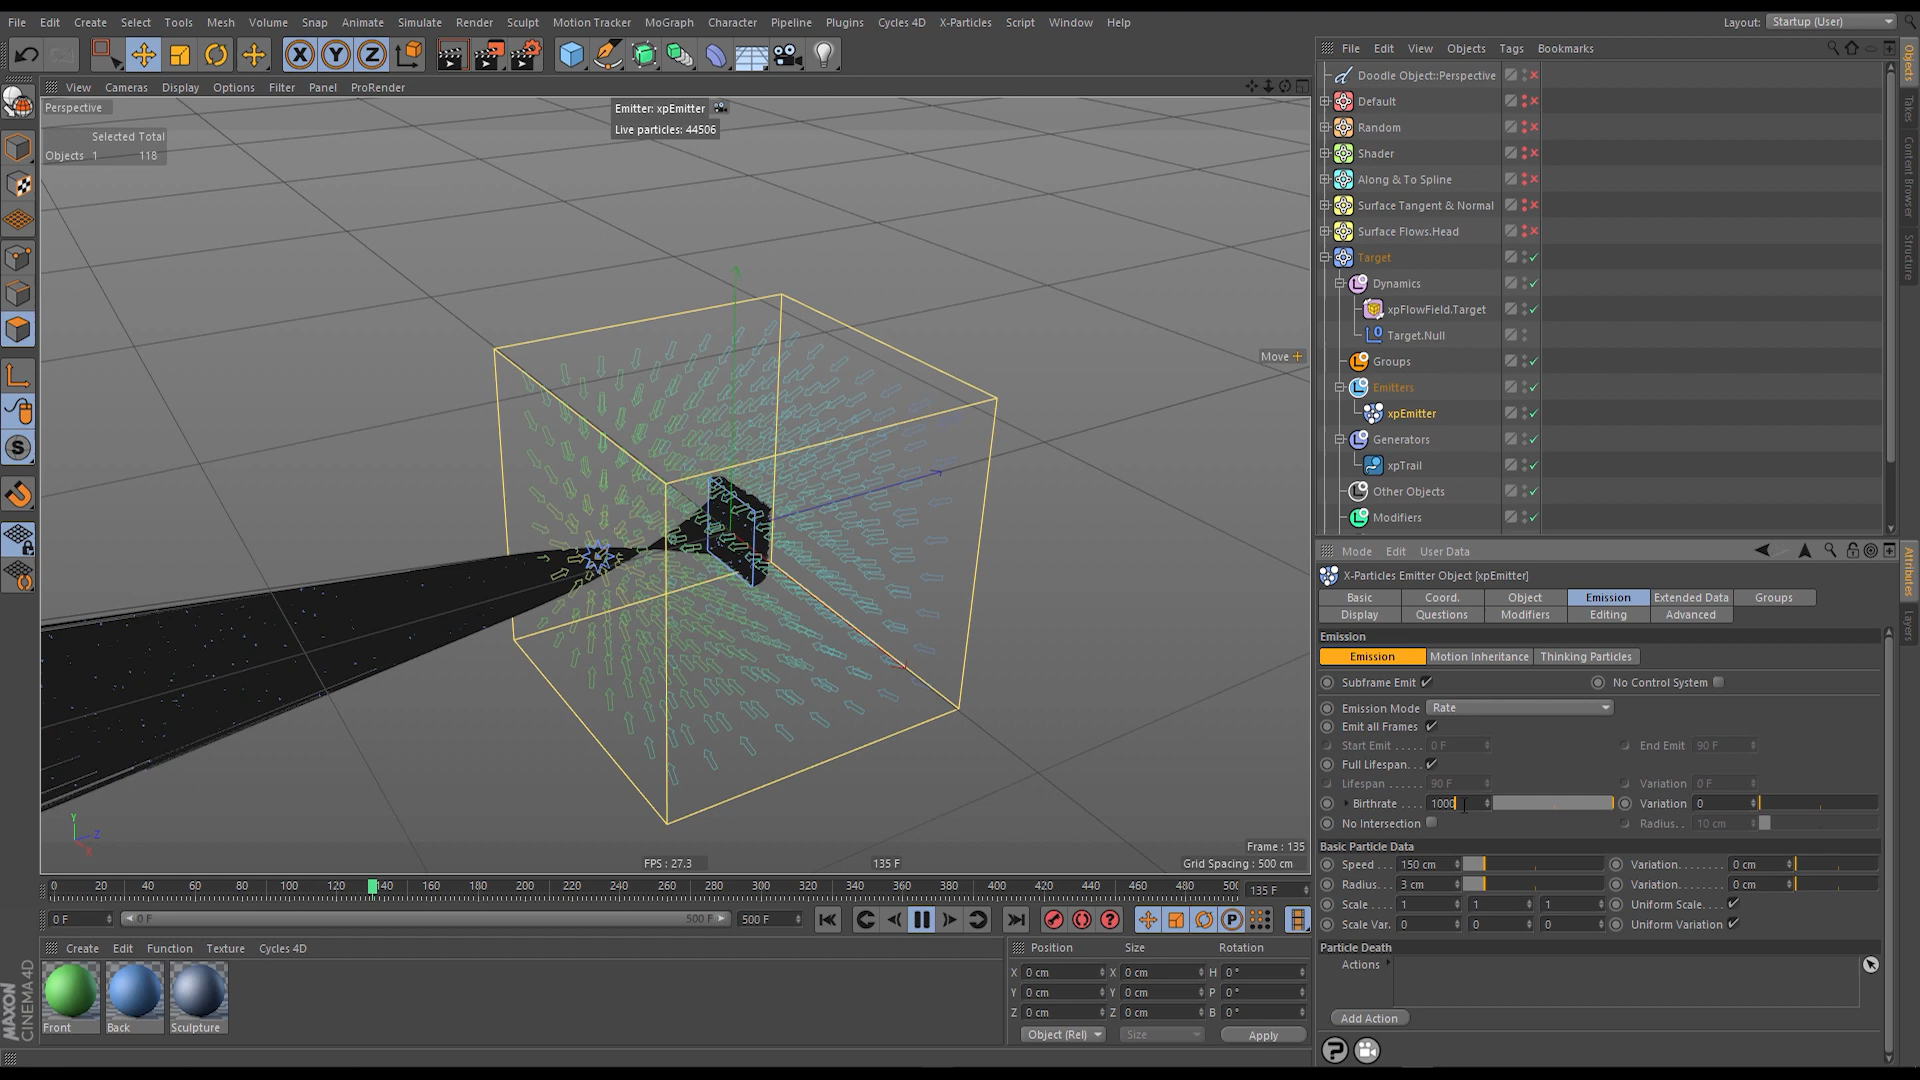 File Edit Create Select Tools Mesh Volume Snap Animate Simulate Render Sculpt Motion Tracker MoGraph Character Pipeline Plugins Cycles 4D X-Particles Script Window Help Layout: Startup (User)
File Edit View Objects Tags Bookmarks
View Cameras Display Options Filter Panel ProRender
Perspective
Emitter: xpEmitter
Live particles: 44506
Selected Total
Objects 1 118
Move
Doodle Object::Perspective
Default
Random
Shader
Along & To Spline
Surface Tangent & Normal
Surface Flows.Head
Target
Dynamics
xpFlowField.Target
Target.Null
Groups
Emitters
xpEmitter
Generators
xpTrail
Other Objects
Modifiers
Objects
Takes
Content Browser
Structure
Mode Edit User Data
X-Particles Emitter Object [xpEmitter]
Basic Coord. Object Emission Extended Data Groups
Display Questions Modifiers Editing Advanced
Attributes
Layers
Emission
Emission Motion Inheritance Thinking Particles
Subframe Emit No Control System
Emission Mode Rate
Emit all Frames
Start Emit ..... 0 F End Emit 90 F
Full Lifespan..
Lifespan ....... 90 F Variation 0 F
Birthrate .... 1000 Variation 0
No Intersection Radius.. 10 cm
Basic Particle Data
Speed ... 150 cm Variation........ 0 cm
Radius... 3 cm Variation........ 0 cm
Scale .... 1 1 1 Uniform Scale....
Scale Var. 0 0 0 Uniform Variation
Particle Death
Actions
Add Action
Y
Z
X
FPS : 27.3 135 F Frame : 135
Grid Spacing : 500 cm
0 20 40 60 80 100 120 140 160 180 200 220 240 260 280 300 320 340 360 380 400 420 440 460 480 500 135 F
0 F 0 F 500 F 500 F
Create Edit Function Texture Cycles 4D
Front Back Sculpture
MAXON
CINEMA 4D
Position Size Rotation
X 0 cm X 0 cm H 0 °
Y 0 cm Y 0 cm P 0 °
Z 0 cm Z 0 cm B 0 °
Object (Rel) Size Apply